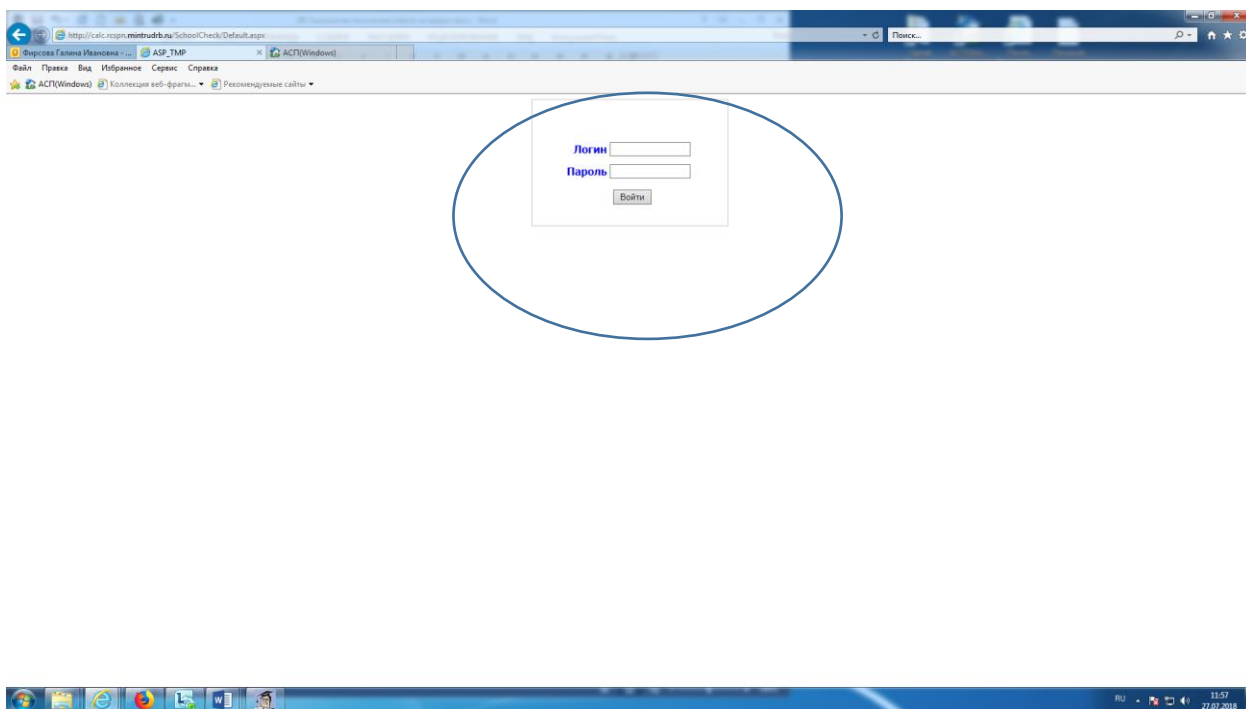 http://calc.rcspn.mintrudrb.ru/SchoolCheck/Default.aspx
Поиск...
Фирсова Галина Ивановна - ...
ASP_TMP
АСП(Windows)
Файл Правка Вид Избранное Сервис Справка
АСП(Windows) Коллекция веб-фрагм... Рекомендуемые сайты
Логин
Пароль
Войти
RU
11:57
27.07.2018